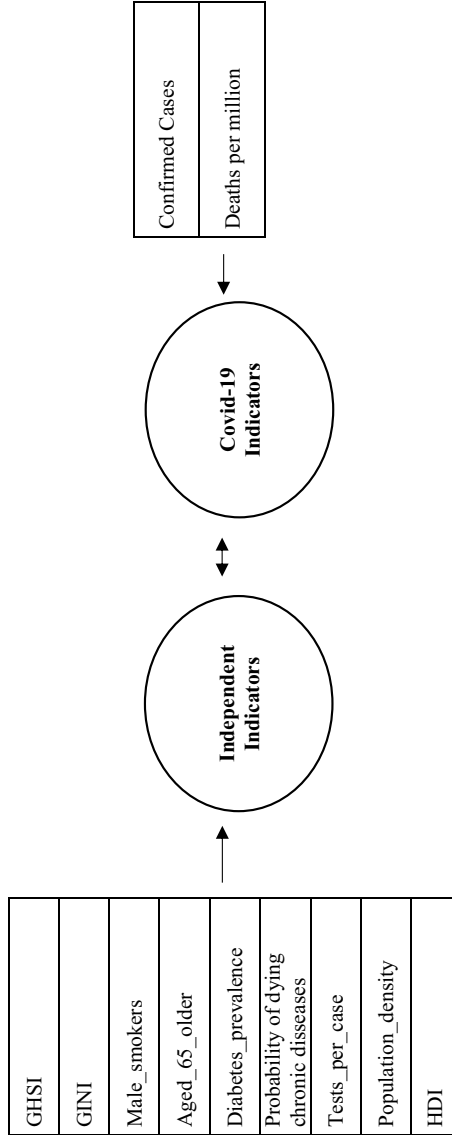 GHSI
GINI
Male_smokers
Aged_65_older
Diabetes_prevalence
Probability of dying
chronic disseases
Tests_per_case
Population_density
HDI
Independent
Indicators
Covid-19
Indicators
Confirmed Cases
Deaths per million